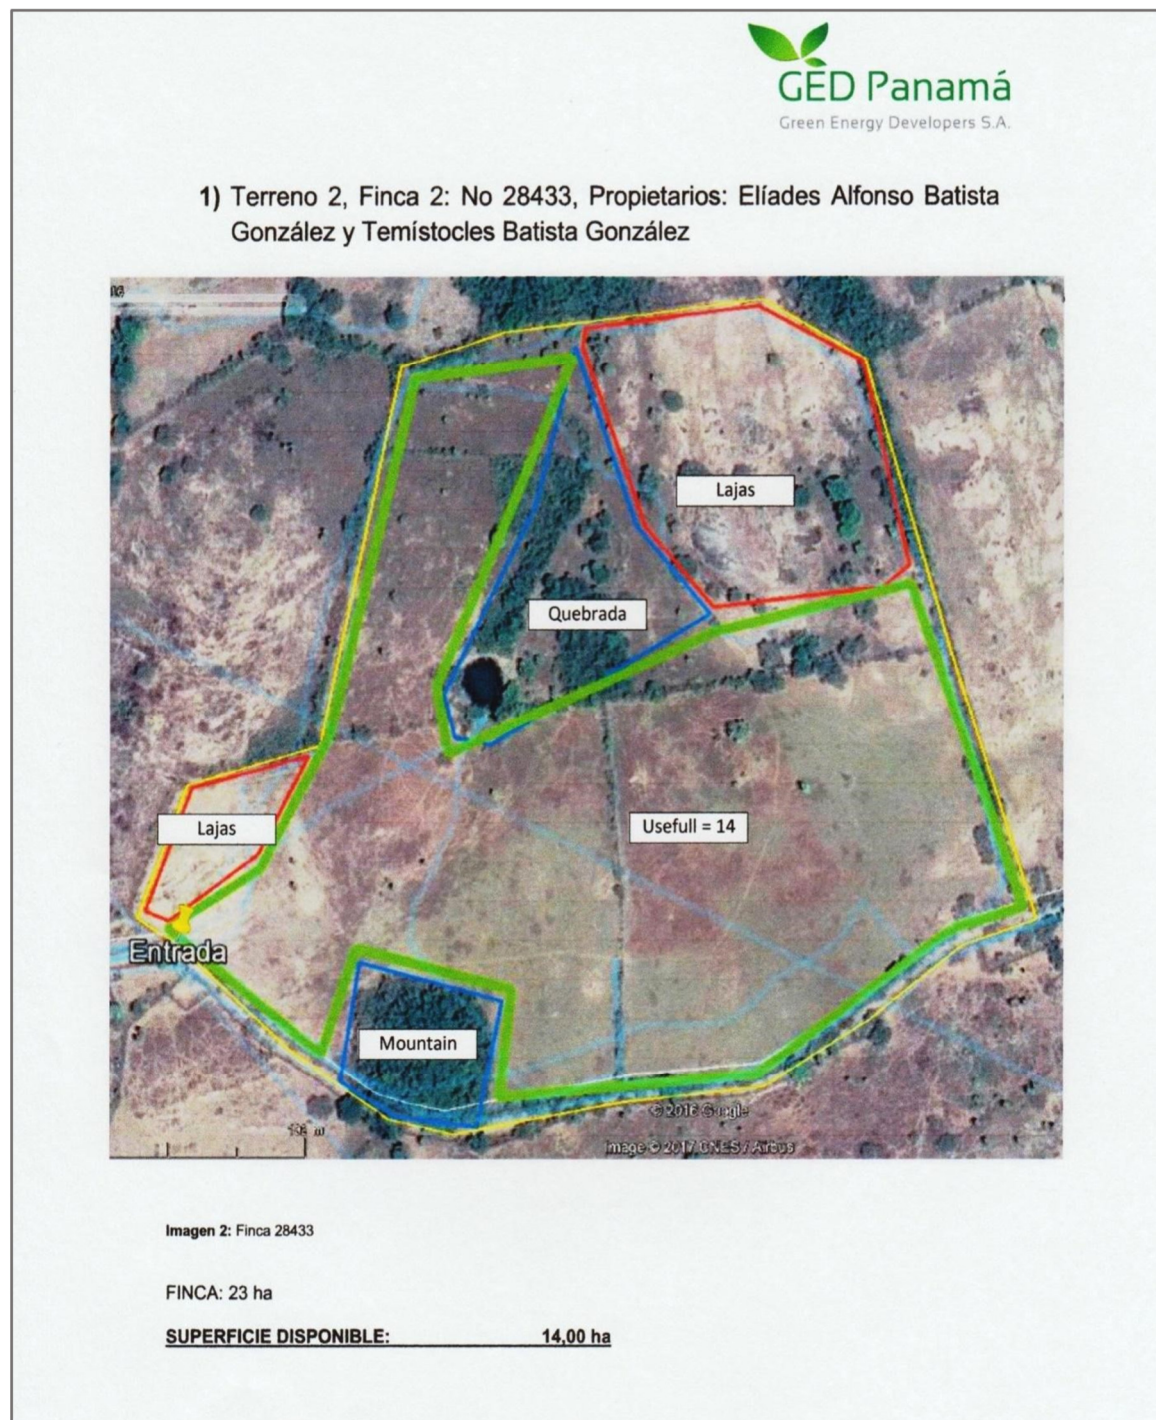 GED Panamá
Green Energy Developers S.A.
1) Terreno 2, Finca 2: No 28433, Propietarios: Elíades Alfonso Batista
González y Temístocles Batista González
Lajas
Quebrada
Lajas
Usefull = 14
Entrada
Mountain
© 2016 Google
Image © 2017 CNES / Airbus
Imagen 2: Finca 28433
FINCA: 23 ha
SUPERFICIE DISPONIBLE: 14,00 ha